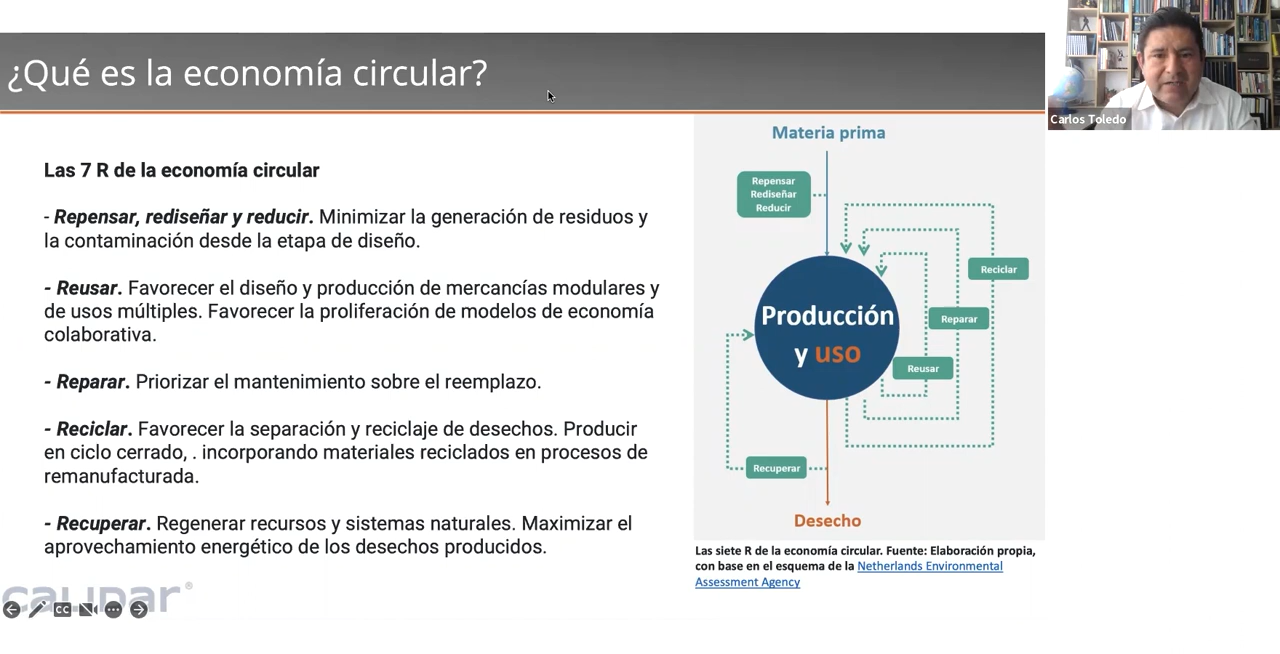 ¿Qué es la economía circular?
Carlos Toledo
Las 7 R de la economía circular
- Repensar, rediseñar y reducir. Minimizar la generación de residuos y
la contaminación desde la etapa de diseño.
- Reusar. Favorecer el diseño y producción de mercancías modulares y
de usos múltiples. Favorecer la proliferación de modelos de economía
colaborativa.
- Reparar. Priorizar el mantenimiento sobre el reemplazo.
- Reciclar. Favorecer la separación y reciclaje de desechos. Producir
en ciclo cerrado, . incorporando materiales reciclados en procesos de
remanufacturada.
- Recuperar. Regenerar recursos y sistemas naturales. Maximizar el
aprovechamiento energético de los desechos producidos.
Materia prima
Repensar
Rediseñar
Reducir
Reciclar
Reparar
Producción
y uso
Reusar
Recuperar
Desecho
Las siete R de la economía circular. Fuente: Elaboración propia,
con base en el esquema de la Netherlands Environmental
Assessment Agency
CC